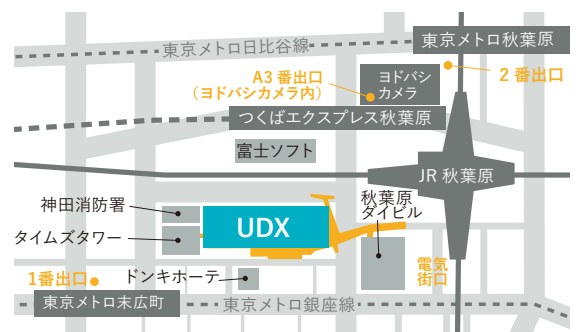 東京メトロ日比谷線
東京メトロ秋葉原
A3番出口
（ヨドバシカメラ内）
ヨドバシ
カメラ
2番出口
つくばエクスプレス秋葉原
富士ソフト
JR 秋葉原
神田消防署
UDX
秋葉原
ダイビル
タイムズタワー
電気
街口
1番出口
ドンキホーテ
東京メトロ末広町
東京メトロ銀座線